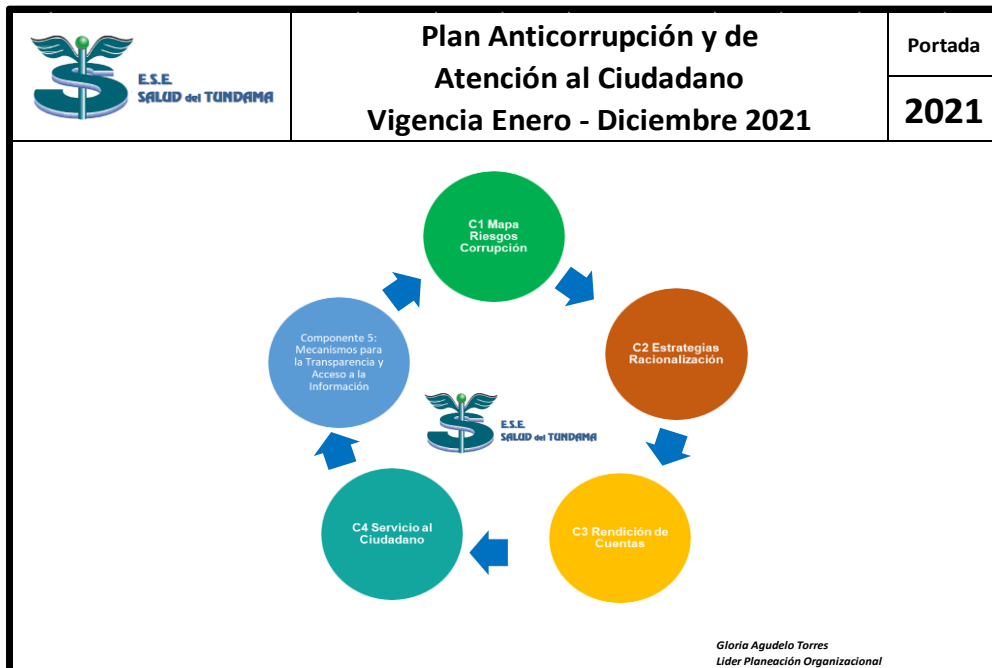 E.S.E.
SALUD del TUNDAMA
Plan Anticorrupción y de
Atención al Ciudadano
Vigencia Enero - Diciembre 2021
Portada
2021
C1 Mapa
Riesgos
Corrupción
C2 Estrategias
Racionalización
C3 Rendición de
Cuentas
C4 Servicio al
Ciudadano
Componente 5:
Mecanismos para
la Transparencia y
Acceso a la
Información
E.S.E.
SALUD del TUNDAMA
Gloria Agudelo Torres
Lider Planeación Organizacional